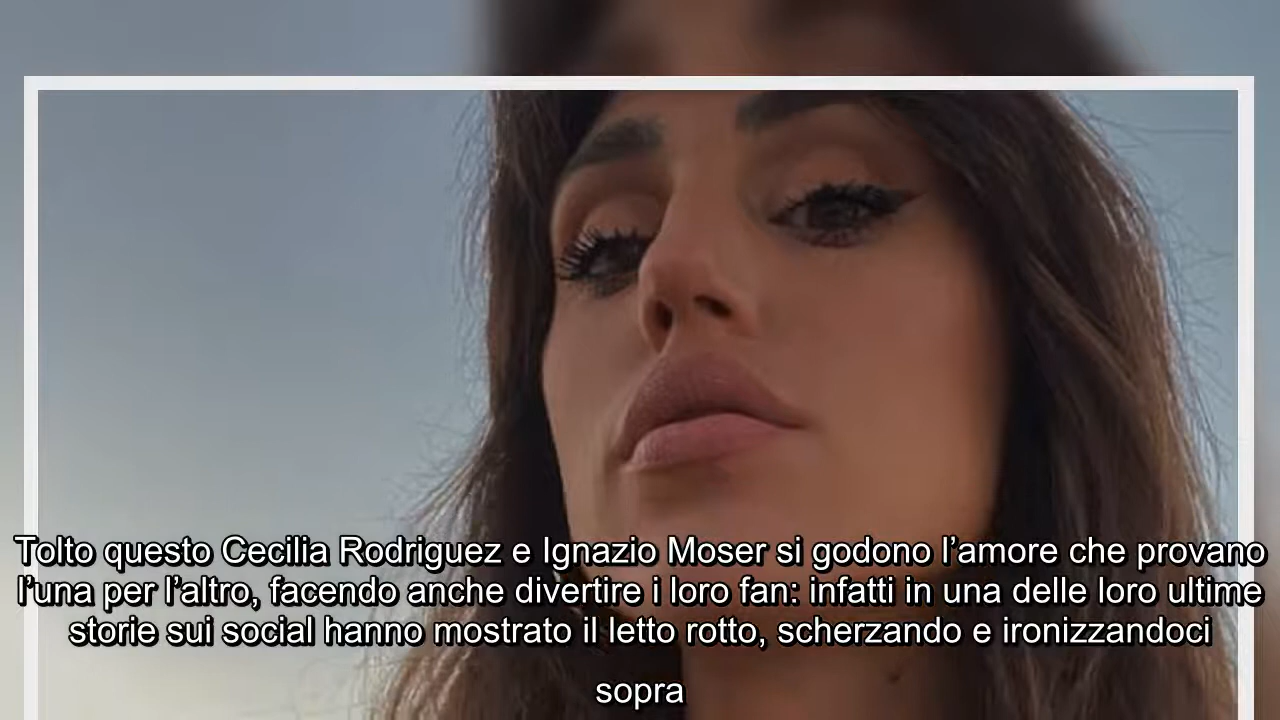 Tolto questo Cecilia Rodriguez e Ignazio Moser si godono l’amore che provano
l’una per l’altro, facendo anche divertire i loro fan: infatti in una delle loro ultime
storie sui social hanno mostrato il letto rotto, scherzando e ironizzandoci
sopra